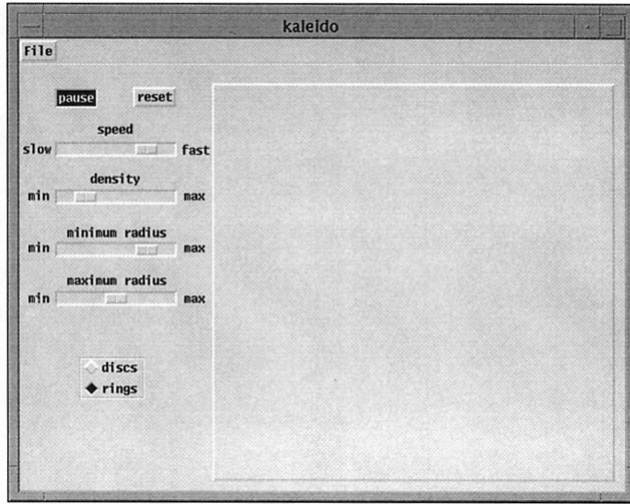 kaleido
File
pause reset
speed
slow fast
density
min max
minimum radius
min max
maximum radius
min max
discs
rings